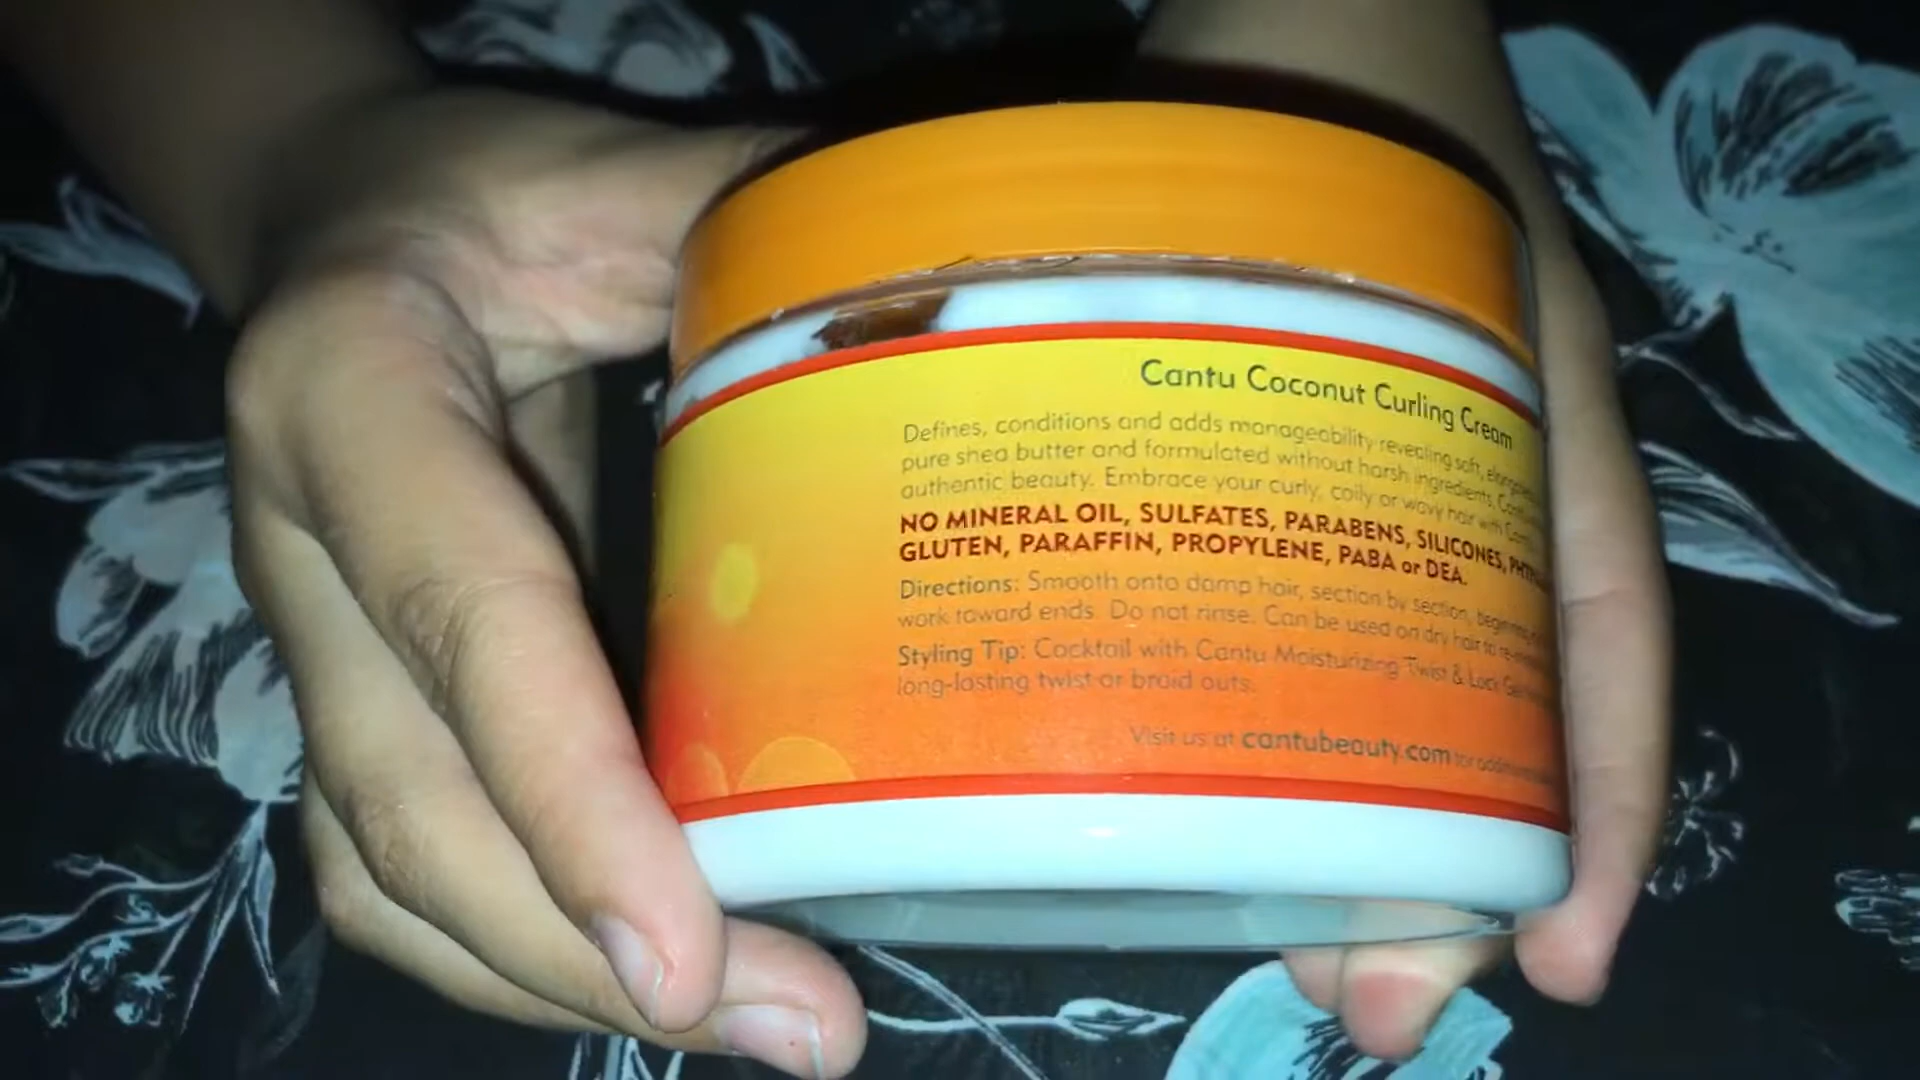 Cantu Coconut Curling Cream
Defines, conditions and adds manageability revealing soft,
pure shea butter and formulated without harsh ingredients,
authentic beauty. Embrace your curly, coily or wavy hair with
NO MINERAL OIL, SULFATES, PARABENS, SILICONES,
GLUTEN, PARAFFIN, PROPYLENE, PABA or DEA.
Directions: Smooth onto damp hair, section by section,
work toward ends. Do not rinse. Can be used on dry hair to
Styling Tip: Cocktail with Cantu Moisturizing Twist & Lock Gel
long-lasting twist or braid outs.
Visit us at cantubeauty.com for